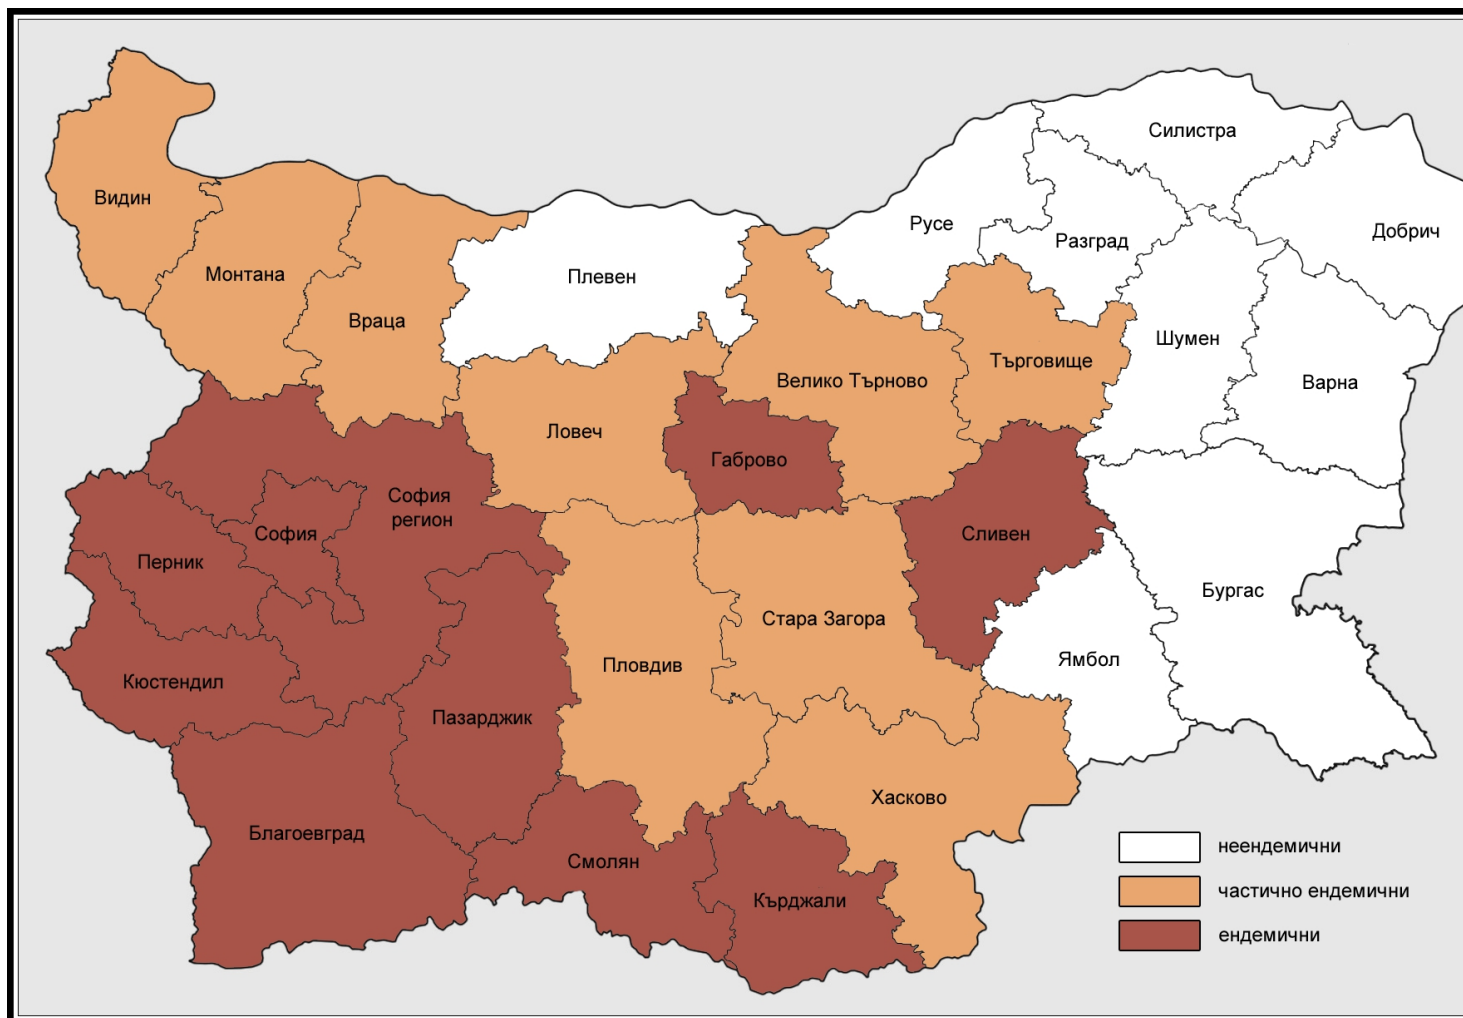 Силистра
Видин
Русе
Разград
Добрич
Монтана
Плевен
Враца
Шумен
Търговище
Велико Търново
Варна
Ловеч
Габрово
София
регион
София
Сливен
Перник
Бургас
Стара Загора
Ямбол
Пловдив
Кюстендил
Пазарджик
Хасково
Благоевград
Смолян
Кърджали
неендемични
частично ендемични
ендемични